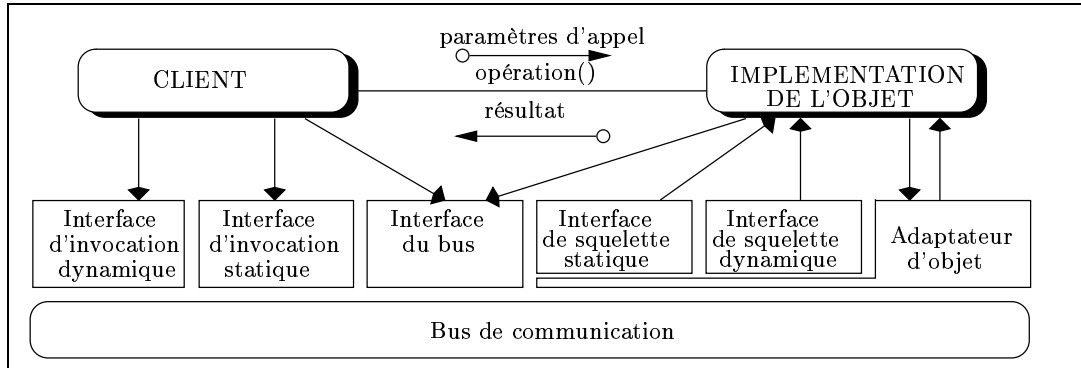 paramètres d'appel
CLIENT
opération()
IMPLEMENTATION
DE L'OBJET
résultat
Interface
d'invocation
dynamique
Interface
d'invocation
statique
Interface
du bus
Interface
de squelette
statique
Interface
de squelette
dynamique
Adaptateur
d'objet
Bus de communication